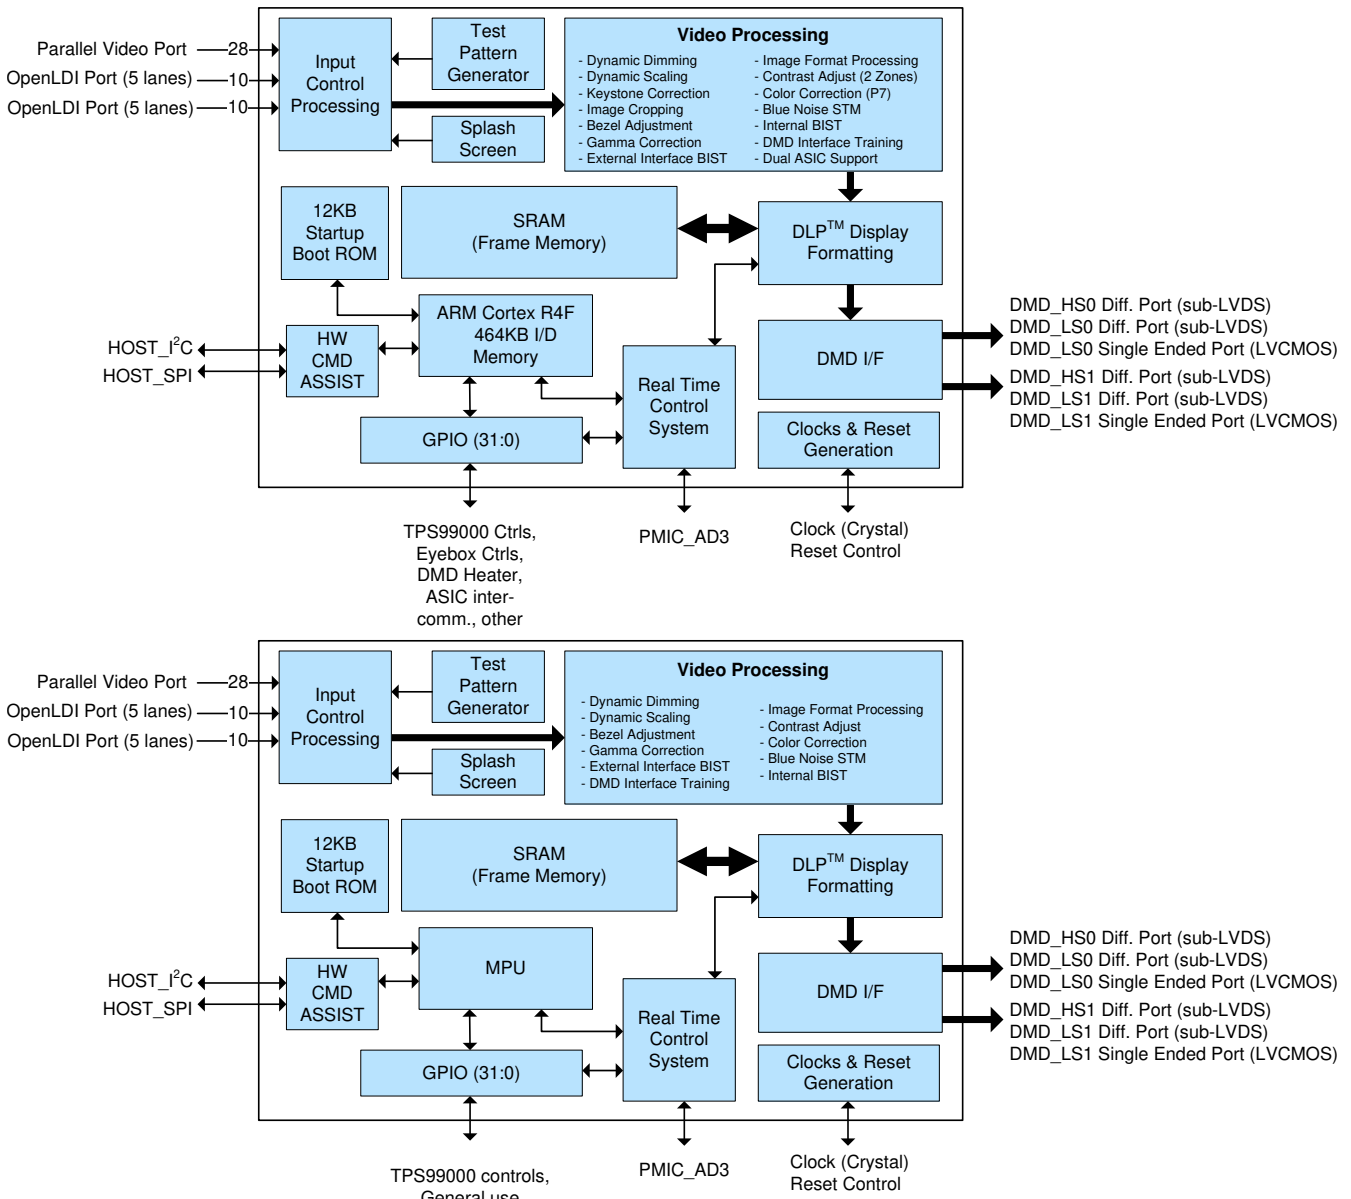 Parallel Video Port
28
OpenLDI Port (5 lanes)
10
OpenLDI Port (5 lanes)
10
Input
Control
Processing
Test
Pattern
Generator
Splash
Screen
Video Processing
- Dynamic Dimming
- Dynamic Scaling
- Keystone Correction
- Image Cropping
- Bezel Adjustment
- Gamma Correction
- External Interface BIST
- Image Format Processing
- Contrast Adjust (2 Zones)
- Color Correction (P7)
- Blue Noise STM
- Internal BIST
- DMD Interface Training
- Dual ASIC Support
12KB
Startup
Boot ROM
SRAM
(Frame Memory)
DLP™ Display
Formatting
ARM Cortex R4F
464KB I/D
Memory
HOST_I²C
HOST_SPI
HW
CMD
ASSIST
Real Time
Control
System
DMD I/F
DMD_HS0 Diff. Port (sub-LVDS)
DMD_LS0 Diff. Port (sub-LVDS)
DMD_LS0 Single Ended Port (LVCMOS)
DMD_HS1 Diff. Port (sub-LVDS)
DMD_LS1 Diff. Port (sub-LVDS)
DMD_LS1 Single Ended Port (LVCMOS)
GPIO (31:0)
Clocks & Reset
Generation
TPS99000 Ctrls,
Eyebox Ctrls,
DMD Heater,
ASIC inter-
comm., other
PMIC_AD3
Clock (Crystal)
Reset Control
Parallel Video Port
28
OpenLDI Port (5 lanes)
10
OpenLDI Port (5 lanes)
10
Input
Control
Processing
Test
Pattern
Generator
Splash
Screen
Video Processing
- Dynamic Dimming
- Dynamic Scaling
- Bezel Adjustment
- Gamma Correction
- External Interface BIST
- DMD Interface Training
- Image Format Processing
- Contrast Adjust
- Color Correction
- Blue Noise STM
- Internal BIST
12KB
Startup
Boot ROM
SRAM
(Frame Memory)
DLP™ Display
Formatting
MPU
HOST_I²C
HOST_SPI
HW
CMD
ASSIST
Real Time
Control
System
DMD I/F
DMD_HS0 Diff. Port (sub-LVDS)
DMD_LS0 Diff. Port (sub-LVDS)
DMD_LS0 Single Ended Port (LVCMOS)
DMD_HS1 Diff. Port (sub-LVDS)
DMD_LS1 Diff. Port (sub-LVDS)
DMD_LS1 Single Ended Port (LVCMOS)
GPIO (31:0)
Clocks & Reset
Generation
TPS99000 controls,
General use
PMIC_AD3
Clock (Crystal)
Reset Control